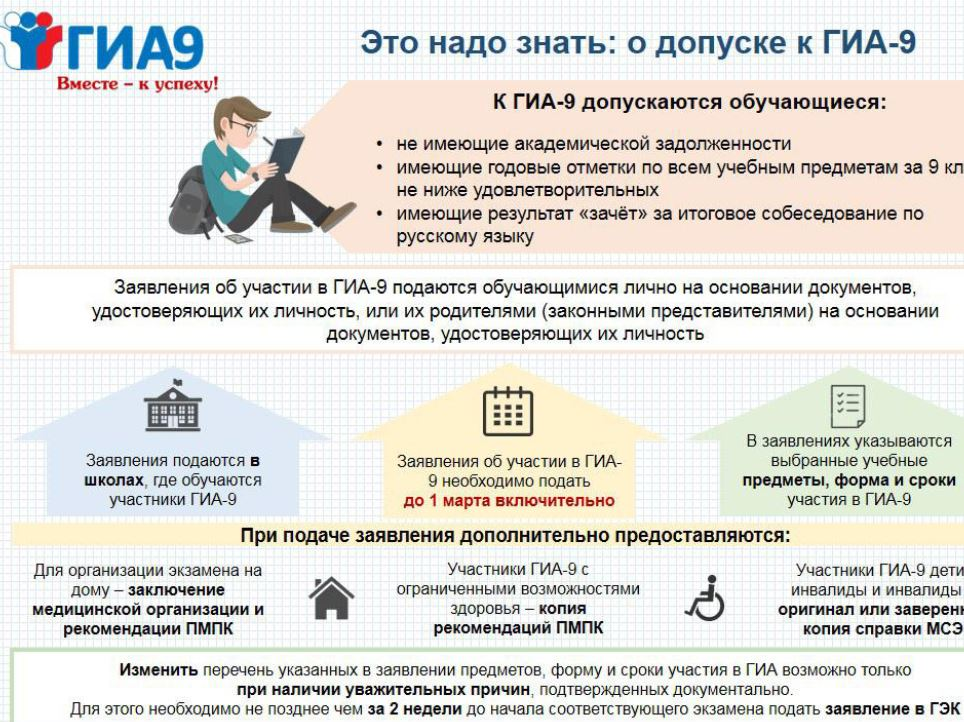 ГИА9
Вместе – к успеху!
Это надо знать: о допуске к ГИА-9
К ГИА-9 допускаются обучающиеся:
• не имеющие академической задолженности
• имеющие годовые отметки по всем учебным предметам за 9 кл
не ниже удовлетворительных
• имеющие результат «зачёт» за итоговое собеседование по
русскому языку
Заявления об участии в ГИА-9 подаются обучающимися лично на основании документов,
удостоверяющих их личность, или их родителями (законными представителями) на основании
документов, удостоверяющих их личность
Заявления подаются в
школах, где обучаются
участники ГИА-9
Заявления об участии в ГИА-
9 необходимо подать
до 1 марта включительно
В заявлениях указываются
выбранные учебные
предметы, форма и сроки
участия в ГИА-9
При подаче заявления дополнительно предоставляются:
Для организации экзамена на
дому – заключение
медицинской организации и
рекомендации ПМПК
Участники ГИА-9 с
ограниченными возможностями
здоровья – копия
рекомендаций ПМПК
Участники ГИА-9 дети
инвалиды и инвалиды
оригинал или заверен
копия справки МСЭ
Изменить перечень указанных в заявлении предметов, форму и сроки участия в ГИА возможно только
при наличии уважительных причин, подтвержденных документально.
Для этого необходимо не позднее чем за 2 недели до начала соответствующего экзамена подать заявление в ГЭК